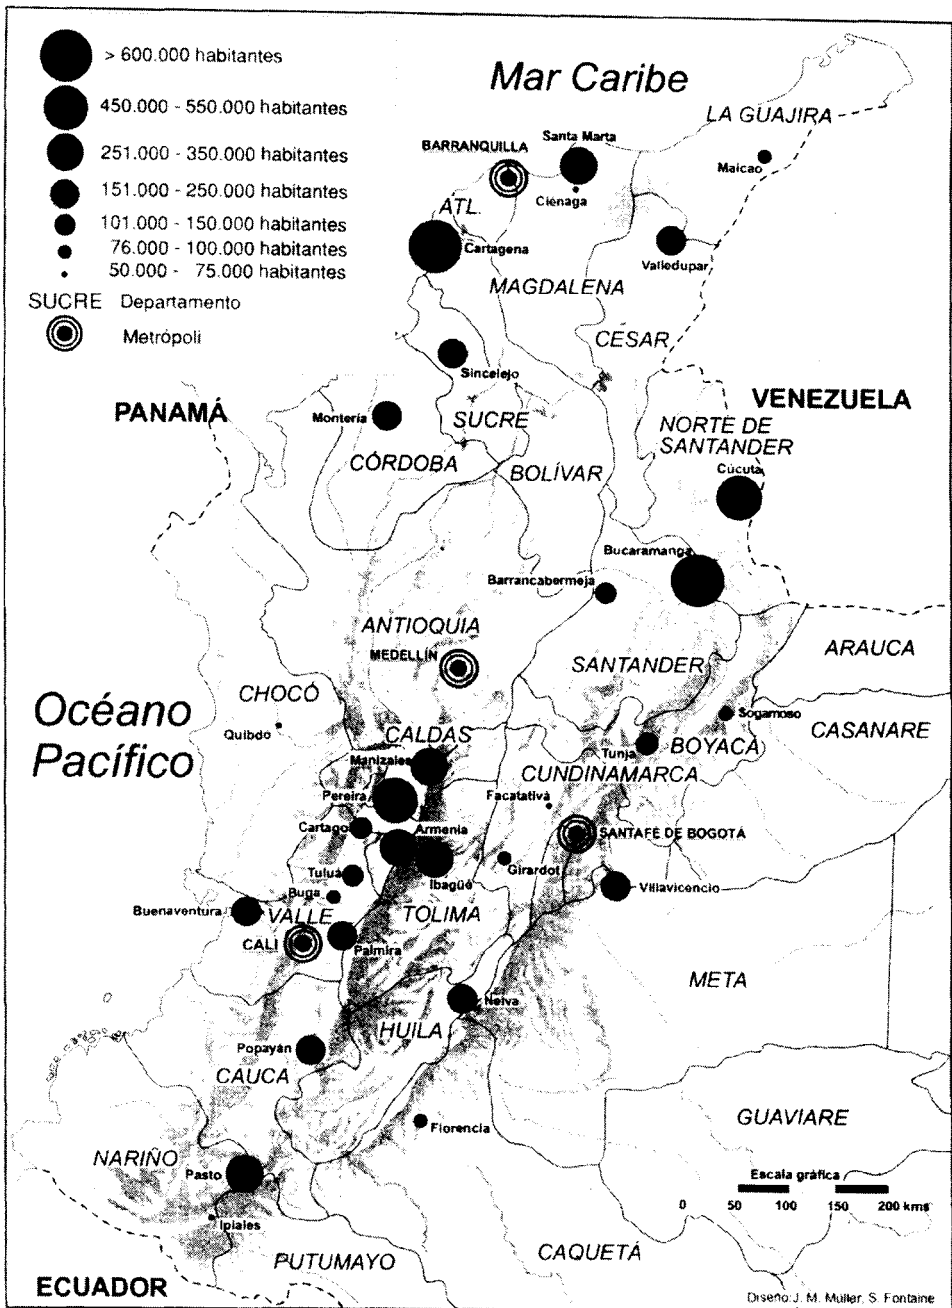 > 600.000 habitantes
450.000 - 550.000 habitantes
251.000 - 350.000 habitantes
151.000 - 250.000 habitantes
101.000 - 150.000 habitantes
76.000 - 100.000 habitantes
50.000 - 75.000 habitantes
SUCRE Departamento
Metrópoli
Mar Caribe
LA GUAJIRA
Santa Marta
BARRANQUILLA
Maicao
Ciénaga
ATL.
Cartagena
Valledupar
MAGDALENA
CÉSAR
Sincelejo
PANAMÁ
VENEZUELA
Montería
SUCRE
NORTE DE
SANTANDER
CÓRDOBA
BOLÍVAR
Cúcuta
Bucaramanga
Barrancabermeja
ANTIOQUIA
MEDELLÍN
SANTANDER
ARAUCA
CHOCÓ
Océano
Pacífico
Quibdo
CALDAS
Sogamoso
CASANARE
Tunja
BOYACÁ
Manizales
CUNDINAMARCA
Pereira
Facatativá
Cartago
Armenia
SANTAFÉ DE BOGOTÁ
Tuluá
Ibagüé
Girardot
Buga
Villavicencio
Buenaventura
VALLE
TOLIMA
CALI
Palmira
META
Neiva
HUILA
Popayán
CAUCA
Florencia
GUAVIARE
NARIÑO
Pasto
Escala gráfica
0 50 100 150 200 kms
Ipiales
PUTUMAYO
CAQUETÁ
ECUADOR
Diseño: J. M. Müller, S. Fontaine